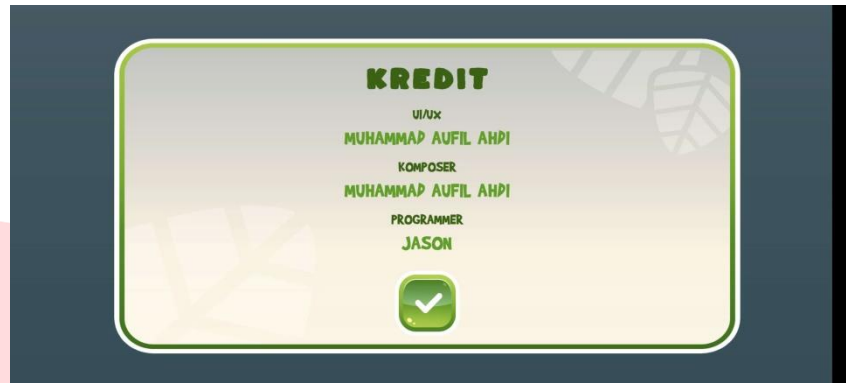 KREDIT
UI/UX
MUHAMMAD AUFIL AHDI
KOMPOSER
MUHAMMAD AUFIL AHDI
PROGRAMMER
JASON